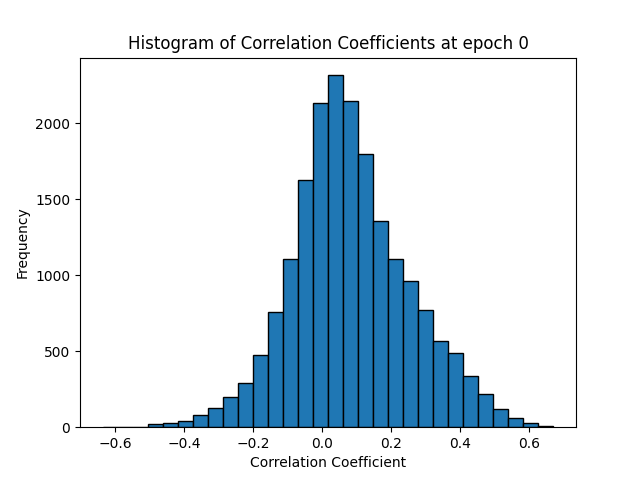 Histogram of Correlation Coefficients at epoch 0
Frequency
2000
1500
1000
500
0
−0.6 −0.4 −0.2 0.0 0.2 0.4 0.6
Correlation Coefficient